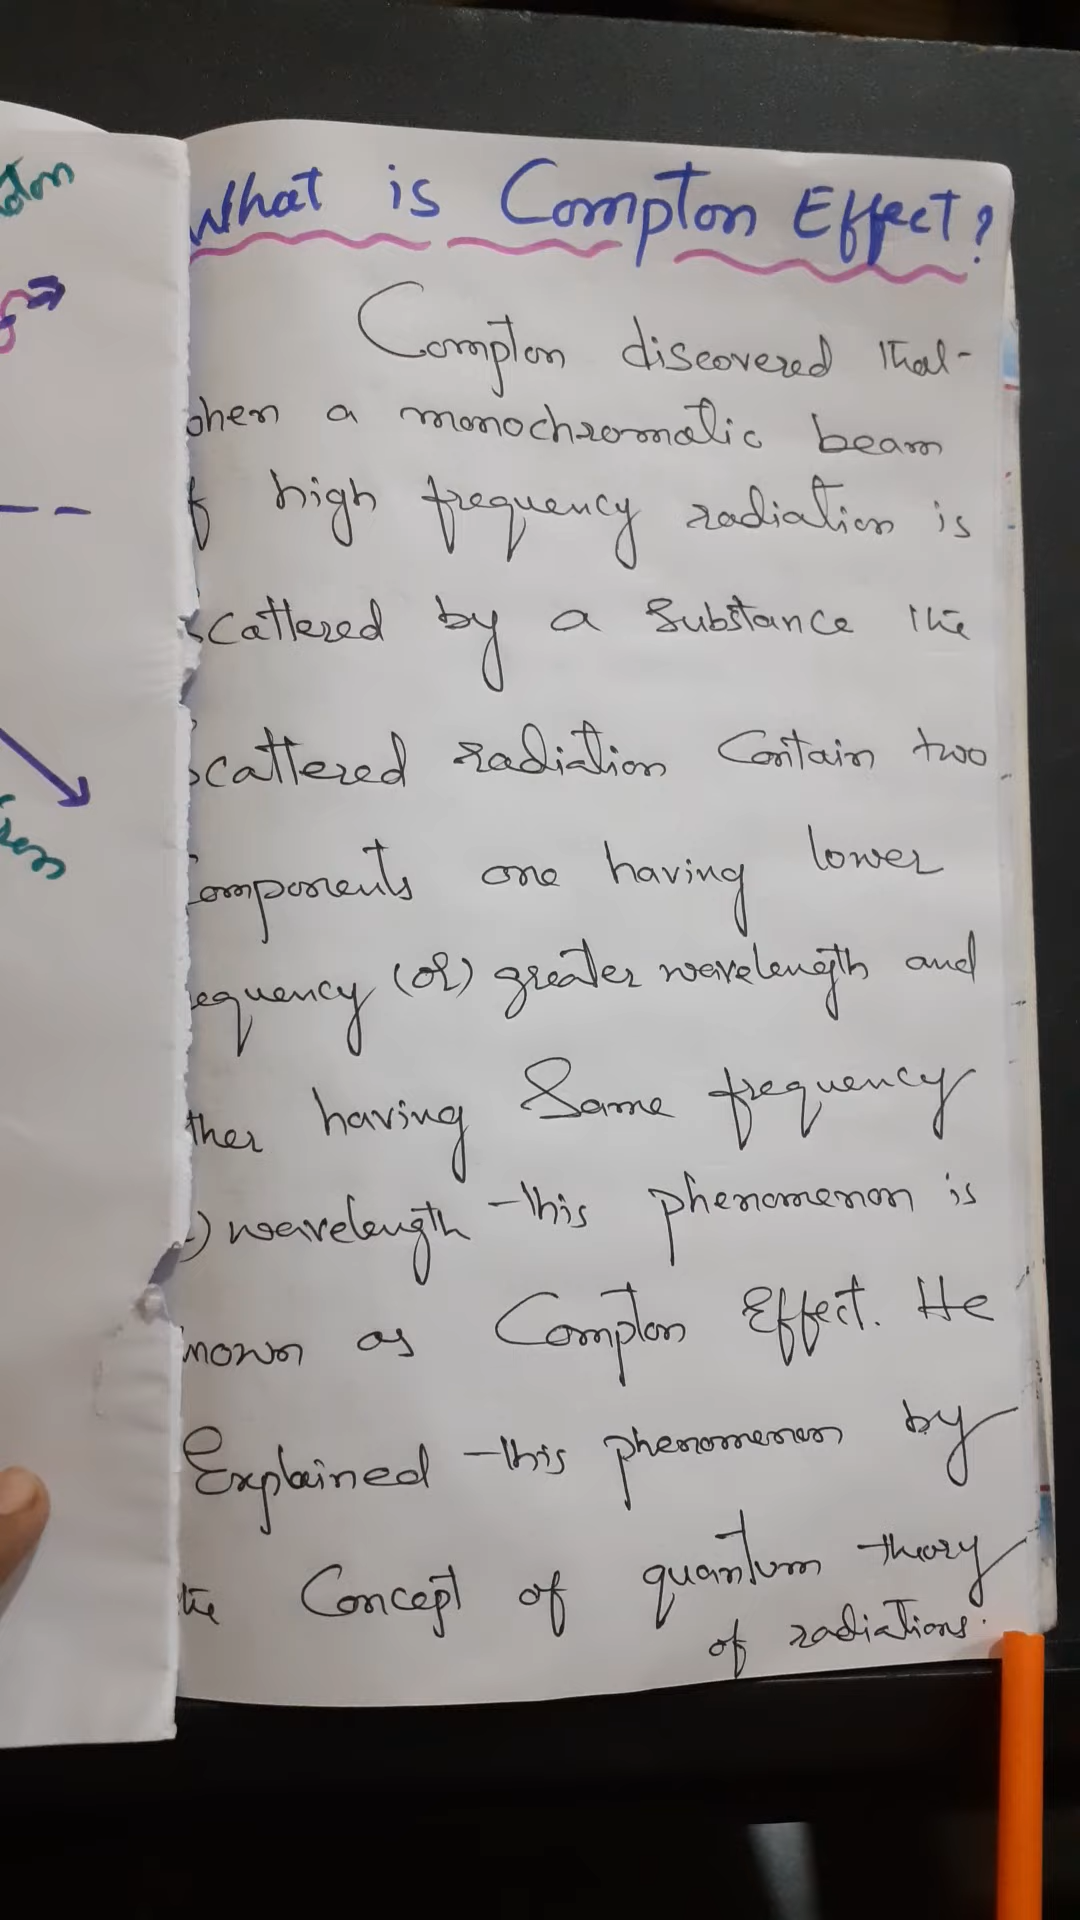 What is Compton Effect?
Compton discovered that
hen a monochromatic beam
f high frequency radiation is
scattered by a substance the
scattered radiation contain two
components one having lower
equency (or) greater wavelength and
ther having same frequency
) wavelength this phenomenon is
nown as Compton Effect. He
Explained this phenomenon by
the concept of quantum theory
of radiations.